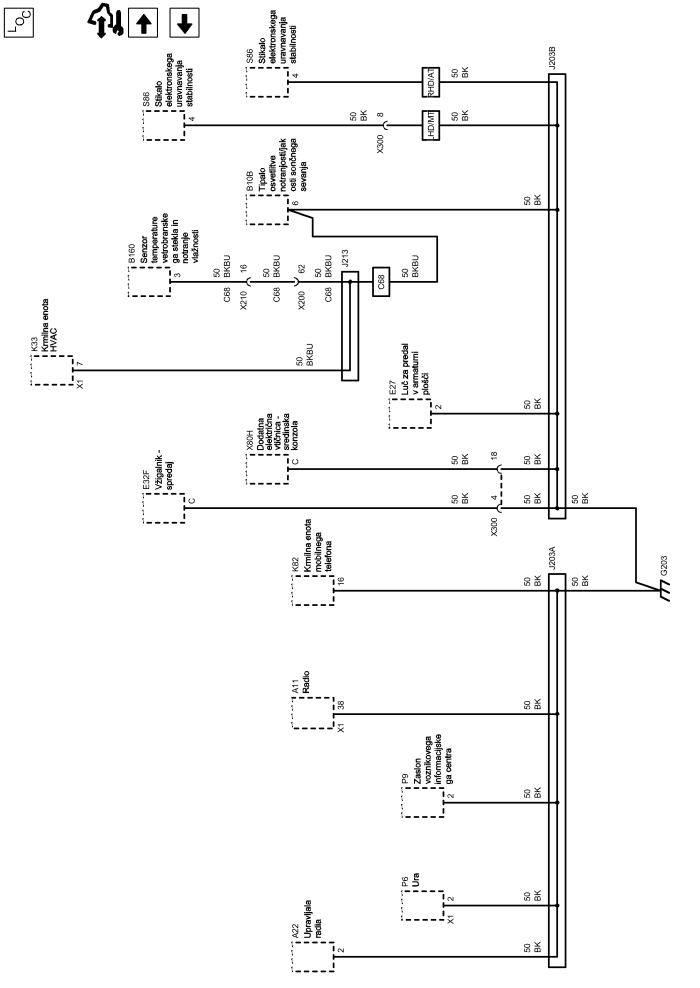 LOC
S86
Stikalo
elektronskega
uravnavanja
stabilnosti
4
50
BK
8
X300
LHD/MT
50
BK
S86
Stikalo
elektronskega
uravnavanja
stabilnosti
4
RHD/AT
50
BK
J203B
B10B
Tipalo
osvetlitve
notranjosti/jak
osti sončnega
sevanja
6
50
BK
B160
Senzor
temperature
vetrobranske
ga stekla in
notranje
vlažnosti
3
50
BKBU
C68
16
X210
50
BKBU
C68
62
X200
50
BKBU
C68
J213
C68
50
BKBU
K33
Krmilna enota
HVAC
7
X1
50
BKBU
E27
Luč za predal
v armaturni
plošči
2
50
BK
X80H
Dodatna
električna
vtičnica -
sredinska
konzola
C
50
BK
18
50
BK
E32F
Vžigalnik -
spredaj
C
50
BK
4
X300
50
BK
50
BK
K82
Krmilna enota
mobilnega
telefona
16
50
BK
J203A
50
BK
G203
A11
Radio
38
X1
50
BK
P9
Zaslon
voznikovega
informacijske
ga centra
2
50
BK
P6
Ura
2
X1
50
BK
A22
Upravljala
radia
2
50
BK